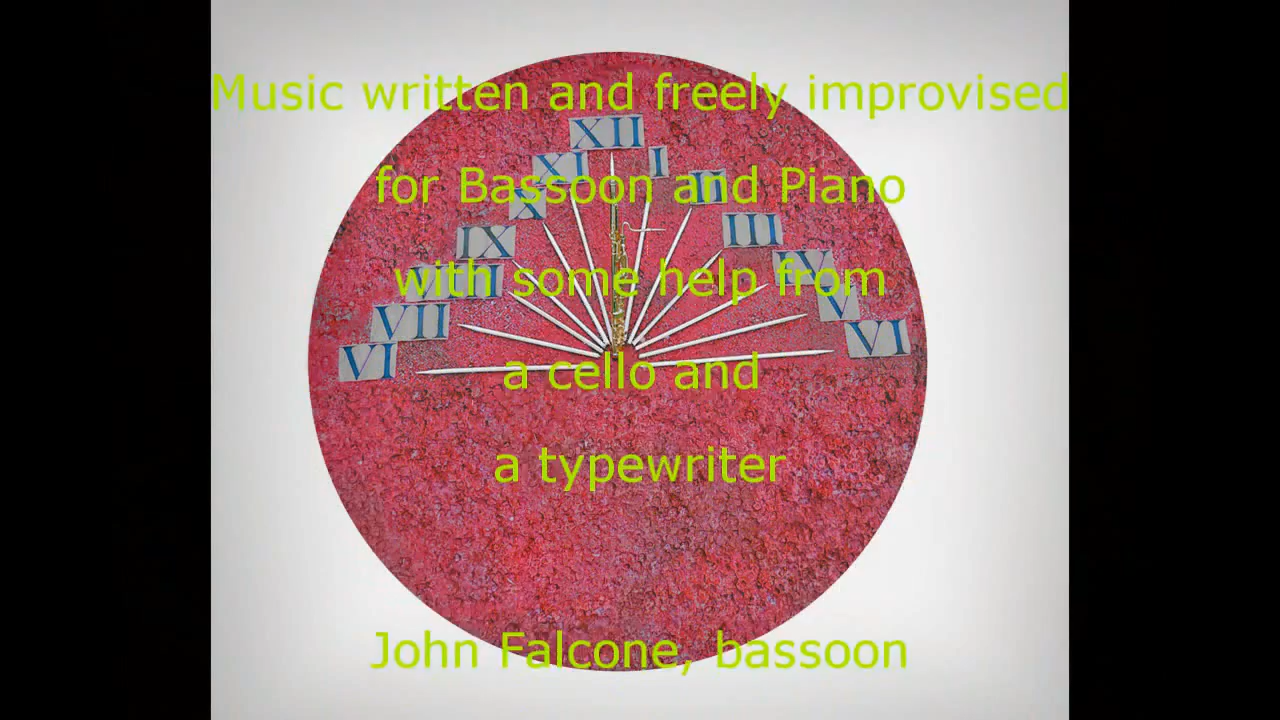 Music written and freely improvised
for Bassoon and Piano
with some help from
a cello and
a typewriter
John Falcone, bassoon
XII
XI
I
X
II
IX
III
VIII
IV
VII
V
VI
VI